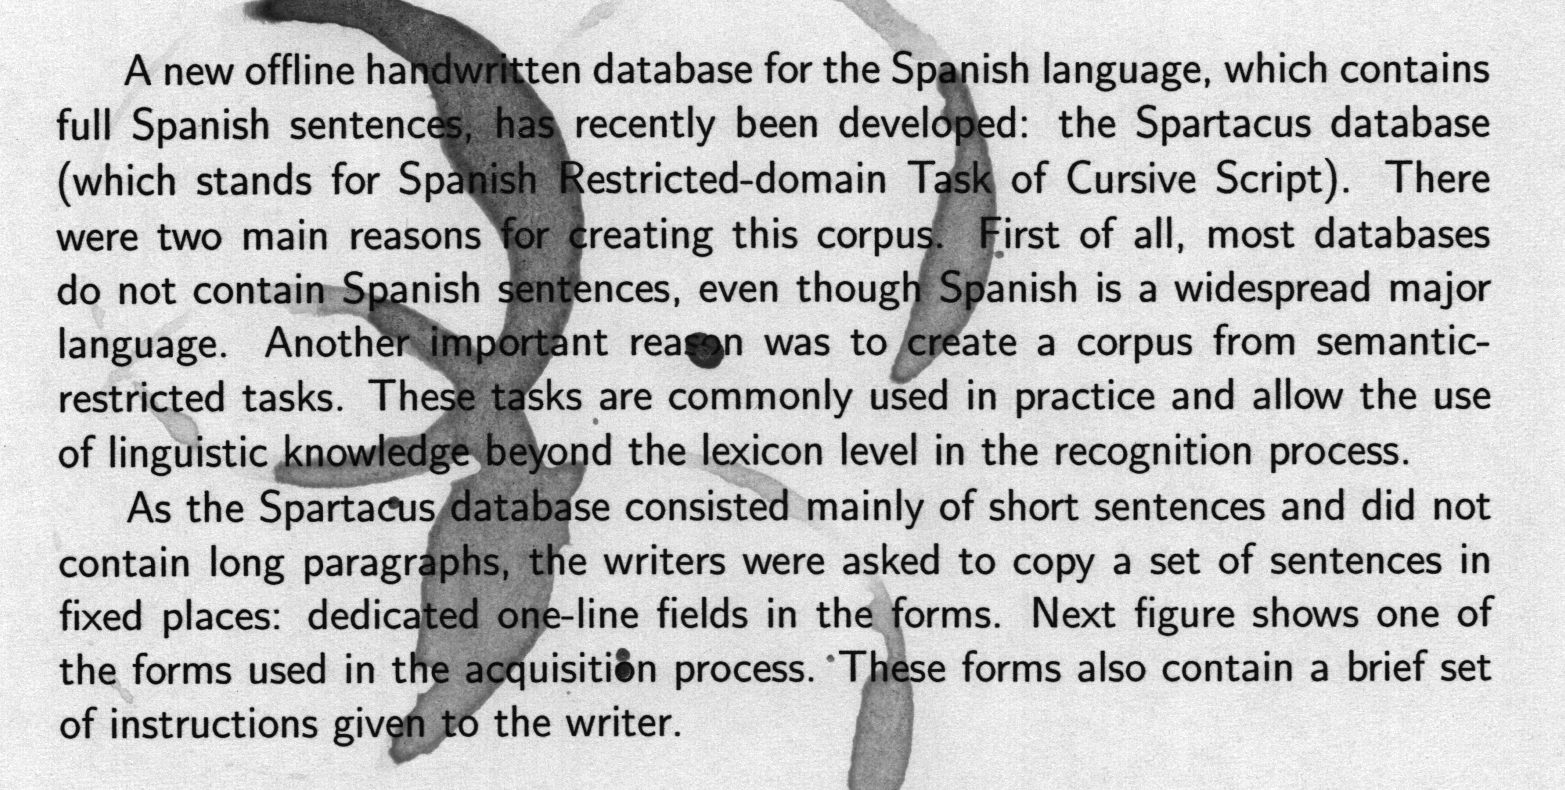 A new offline handwritten database for the Spanish language, which contains
full Spanish sentences, has recently been developed: the Spartacus database
(which stands for Spanish Restricted-domain Task of Cursive Script). There
were two main reasons for creating this corpus. First of all, most databases
do not contain Spanish sentences, even though Spanish is a widespread major
language. Another important reason was to create a corpus from semantic-
restricted tasks. These tasks are commonly used in practice and allow the use
of linguistic knowledge beyond the lexicon level in the recognition process.
As the Spartacus database consisted mainly of short sentences and did not
contain long paragraphs, the writers were asked to copy a set of sentences in
fixed places: dedicated one-line fields in the forms. Next figure shows one of
the forms used in the acquisition process. These forms also contain a brief set
of instructions given to the writer.